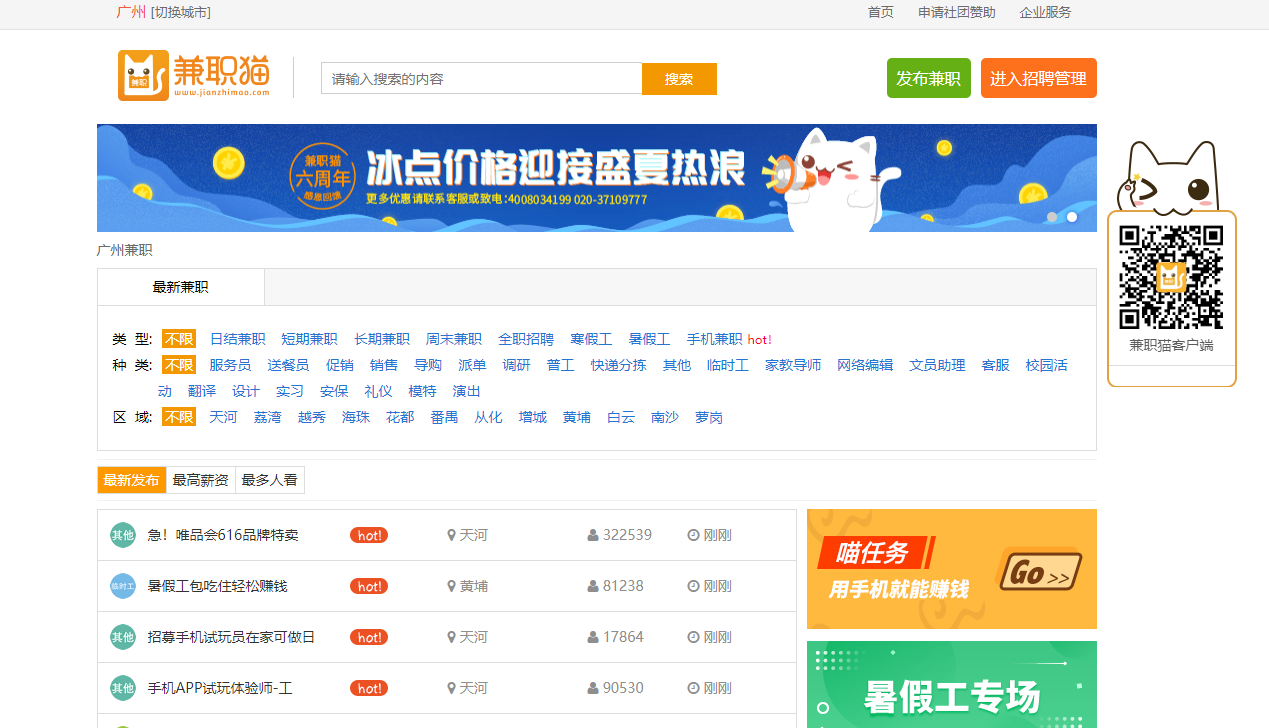 广州 [切换城市] 首页 申请社团赞助 企业服务
兼职
兼职猫
www.jianzhimao.com
请输入搜索的内容 搜索 发布兼职 进入招聘管理
兼职猫
六周年
感恩回馈
冰点价格迎接盛夏热浪
更多优惠请联系客服或致电:4008034199 020-37109777
兼职猫客户端
广州兼职
最新兼职
类 型: 不限 日结兼职 短期兼职 长期兼职 周末兼职 全职招聘 寒假工 暑假工 手机兼职 hot!
种 类: 不限 服务员 送餐员 促销 销售 导购 派单 调研 普工 快递分拣 其他 临时工 家教导师 网络编辑 文员助理 客服 校园活
动 翻译 设计 实习 安保 礼仪 模特 演出
区 域: 不限 天河 荔湾 越秀 海珠 花都 番禺 从化 增城 黄埔 白云 南沙 萝岗
最新发布 最高薪资 最多人看
其他 急！唯品会616品牌特卖 hot! 天河 322539 刚刚
临时工 暑假工包吃住轻松赚钱 hot! 黄埔 81238 刚刚
其他 招募手机试玩员在家可做日 hot! 天河 17864 刚刚
其他 手机APP试玩体验师-工 hot! 天河 90530 刚刚
喵任务
用手机就能赚钱
Go >>
暑假工专场